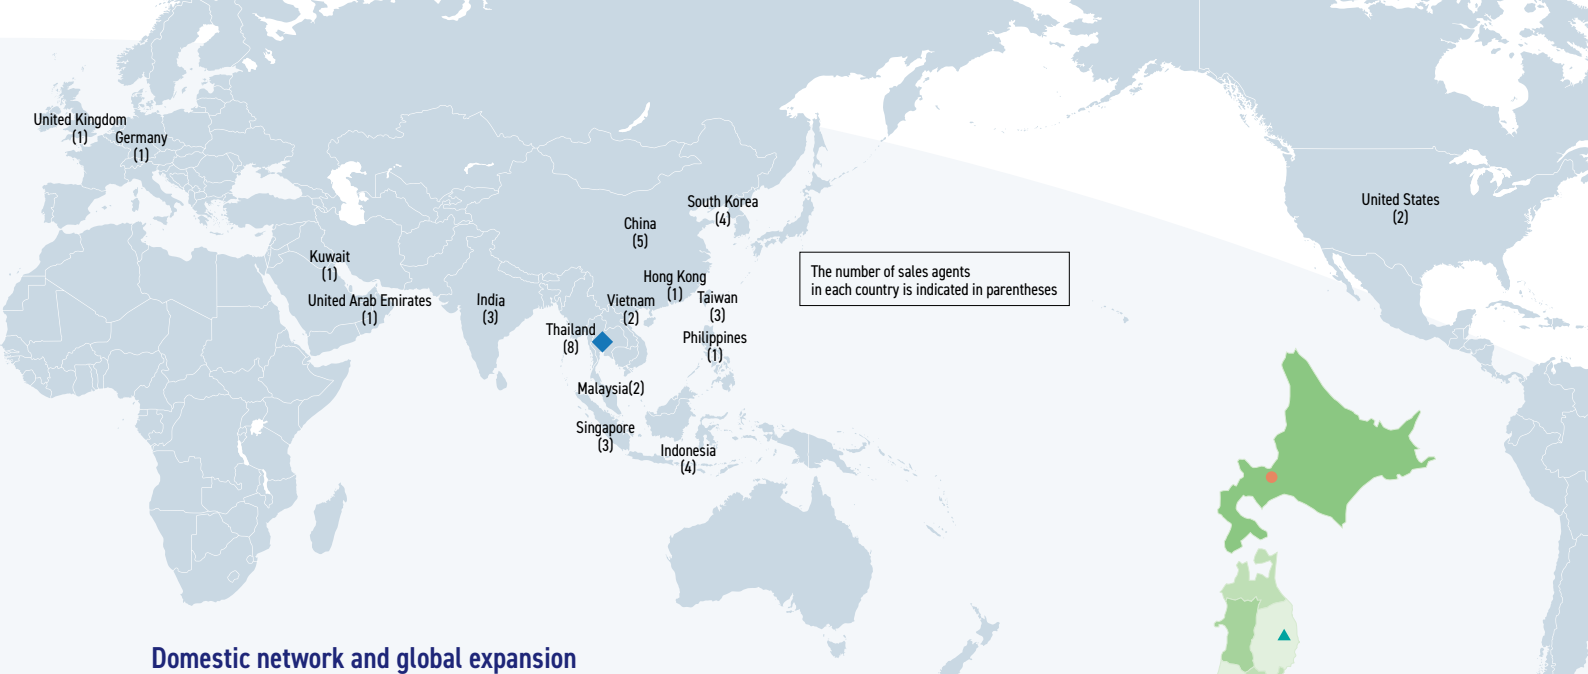 United Kingdom
(1)
Germany
(1)
South Korea
(4)
United States
(2)
China
(5)
Kuwait
(1)
Hong Kong
(1)
The number of sales agents
in each country is indicated in parentheses
United Arab Emirates
(1)
India
(3)
Vietnam
(2)
Taiwan
(3)
Thailand
(8)
Philippines
(1)
Malaysia(2)
Singapore
(3)
Indonesia
(4)
Domestic network and global expansion